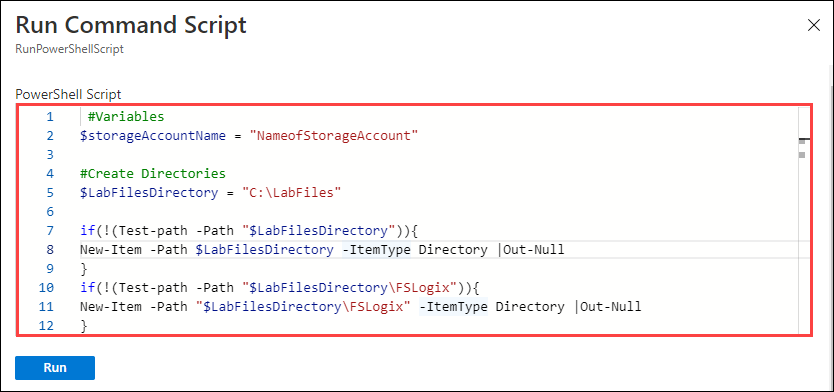 Run Command Script
RunPowerShellScript
PowerShell Script
1 #Variables
2 $storageAccountName = "NameofStorageAccount"
3
4 #Create Directories
5 $LabFilesDirectory = "C:\LabFiles"
6
7 if(!(Test-path -Path "$LabFilesDirectory")){
8 New-Item -Path $LabFilesDirectory -ItemType Directory |Out-Null
9 }
10 if(!(Test-path -Path "$LabFilesDirectory\FSLogix")){
11 New-Item -Path "$LabFilesDirectory\FSLogix" -ItemType Directory |Out-Null
12 }
Run